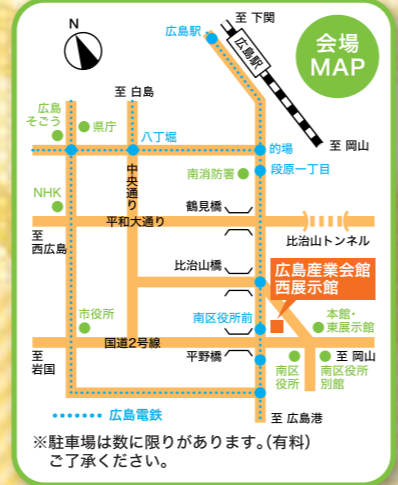 N
至 下関
広島駅
広島駅
会場
MAP
至 白島
広島
そごう
県庁
八丁堀
的場
至 岡山
段原一丁目
南消防署
中央通り
NHK
鶴見橋
平和大通り
至
西広島
比治山トンネル
比治山橋
広島産業会館
西展示館
市役所
南区役所前
本館・
東展示館
国道2号線
至
岩国
平野橋
南区
役所
南区役所
別館
至 岡山
広島電鉄
至 広島港
※駐車場は数に限りがあります。(有料)
ご了承ください。